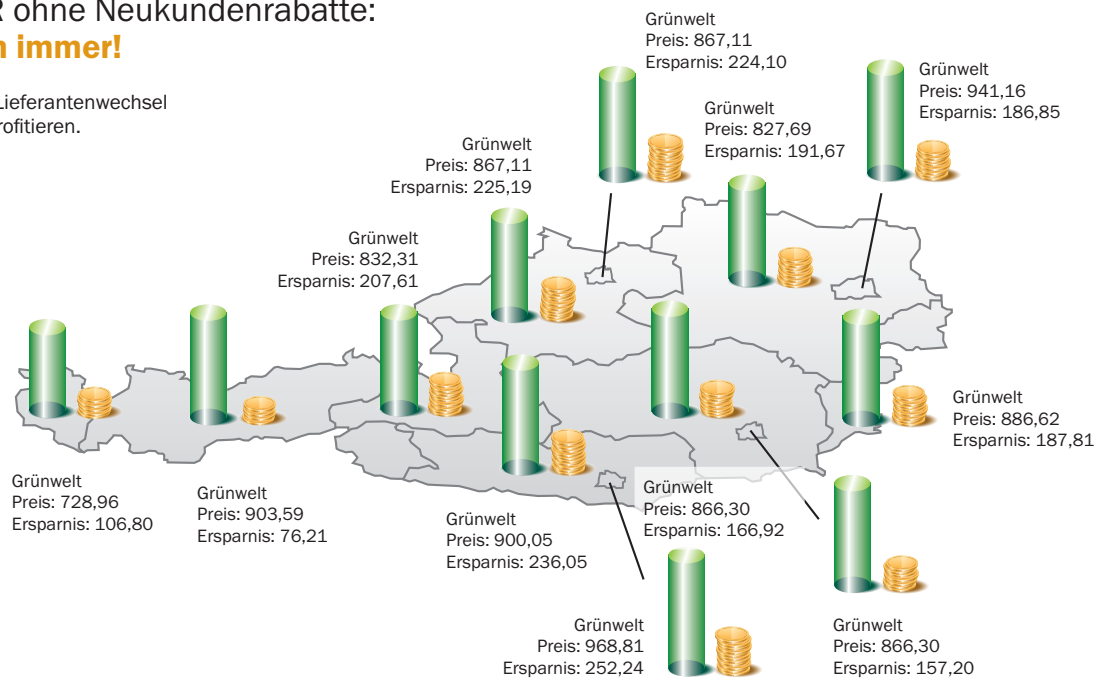 R ohne Neukundenrabatte:
immer!
Lieferantenwechsel
Grünwelt
Preis: 867,11
Ersparnis: 224,10
Grünwelt
Preis: 941,16
Ersparnis: 186,85
Grünwelt
Preis: 827,69
Ersparnis: 191,67
Grünwelt
Preis: 867,11
Ersparnis: 225,19
Grünwelt
Preis: 832,31
Ersparnis: 207,61
Grünwelt
Preis: 886,62
Ersparnis: 187,81
Grünwelt
Preis: 728,96
Ersparnis: 106,80
Grünwelt
Preis: 903,59
Ersparnis: 76,21
Grünwelt
Preis: 900,05
Ersparnis: 236,05
Grünwelt
Preis: 866,30
Ersparnis: 166,92
Grünwelt
Preis: 968,81
Ersparnis: 252,24
Grünwelt
Preis: 866,30
Ersparnis: 157,20